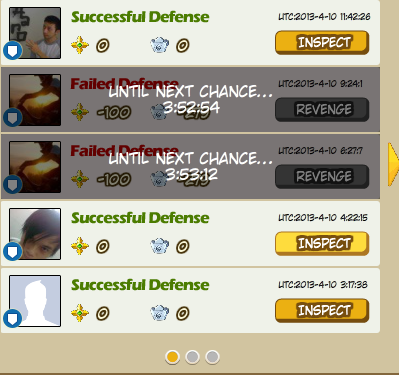 Successful Defense UTC:2013-4-10 11:42:26
0 0 INSPECT
Failed Defense UTC:2013-4-10 9:24:1
UNTIL NEXT CHANCE...
3:52:54
-100 REVENGE
Failed Defense UTC:2013-4-10 8:27:7
UNTIL NEXT CHANCE...
3:53:12
-100 REVENGE
Successful Defense UTC:2013-4-10 4:22:15
0 0 INSPECT
Successful Defense UTC:2013-4-10 3:17:38
0 0 INSPECT